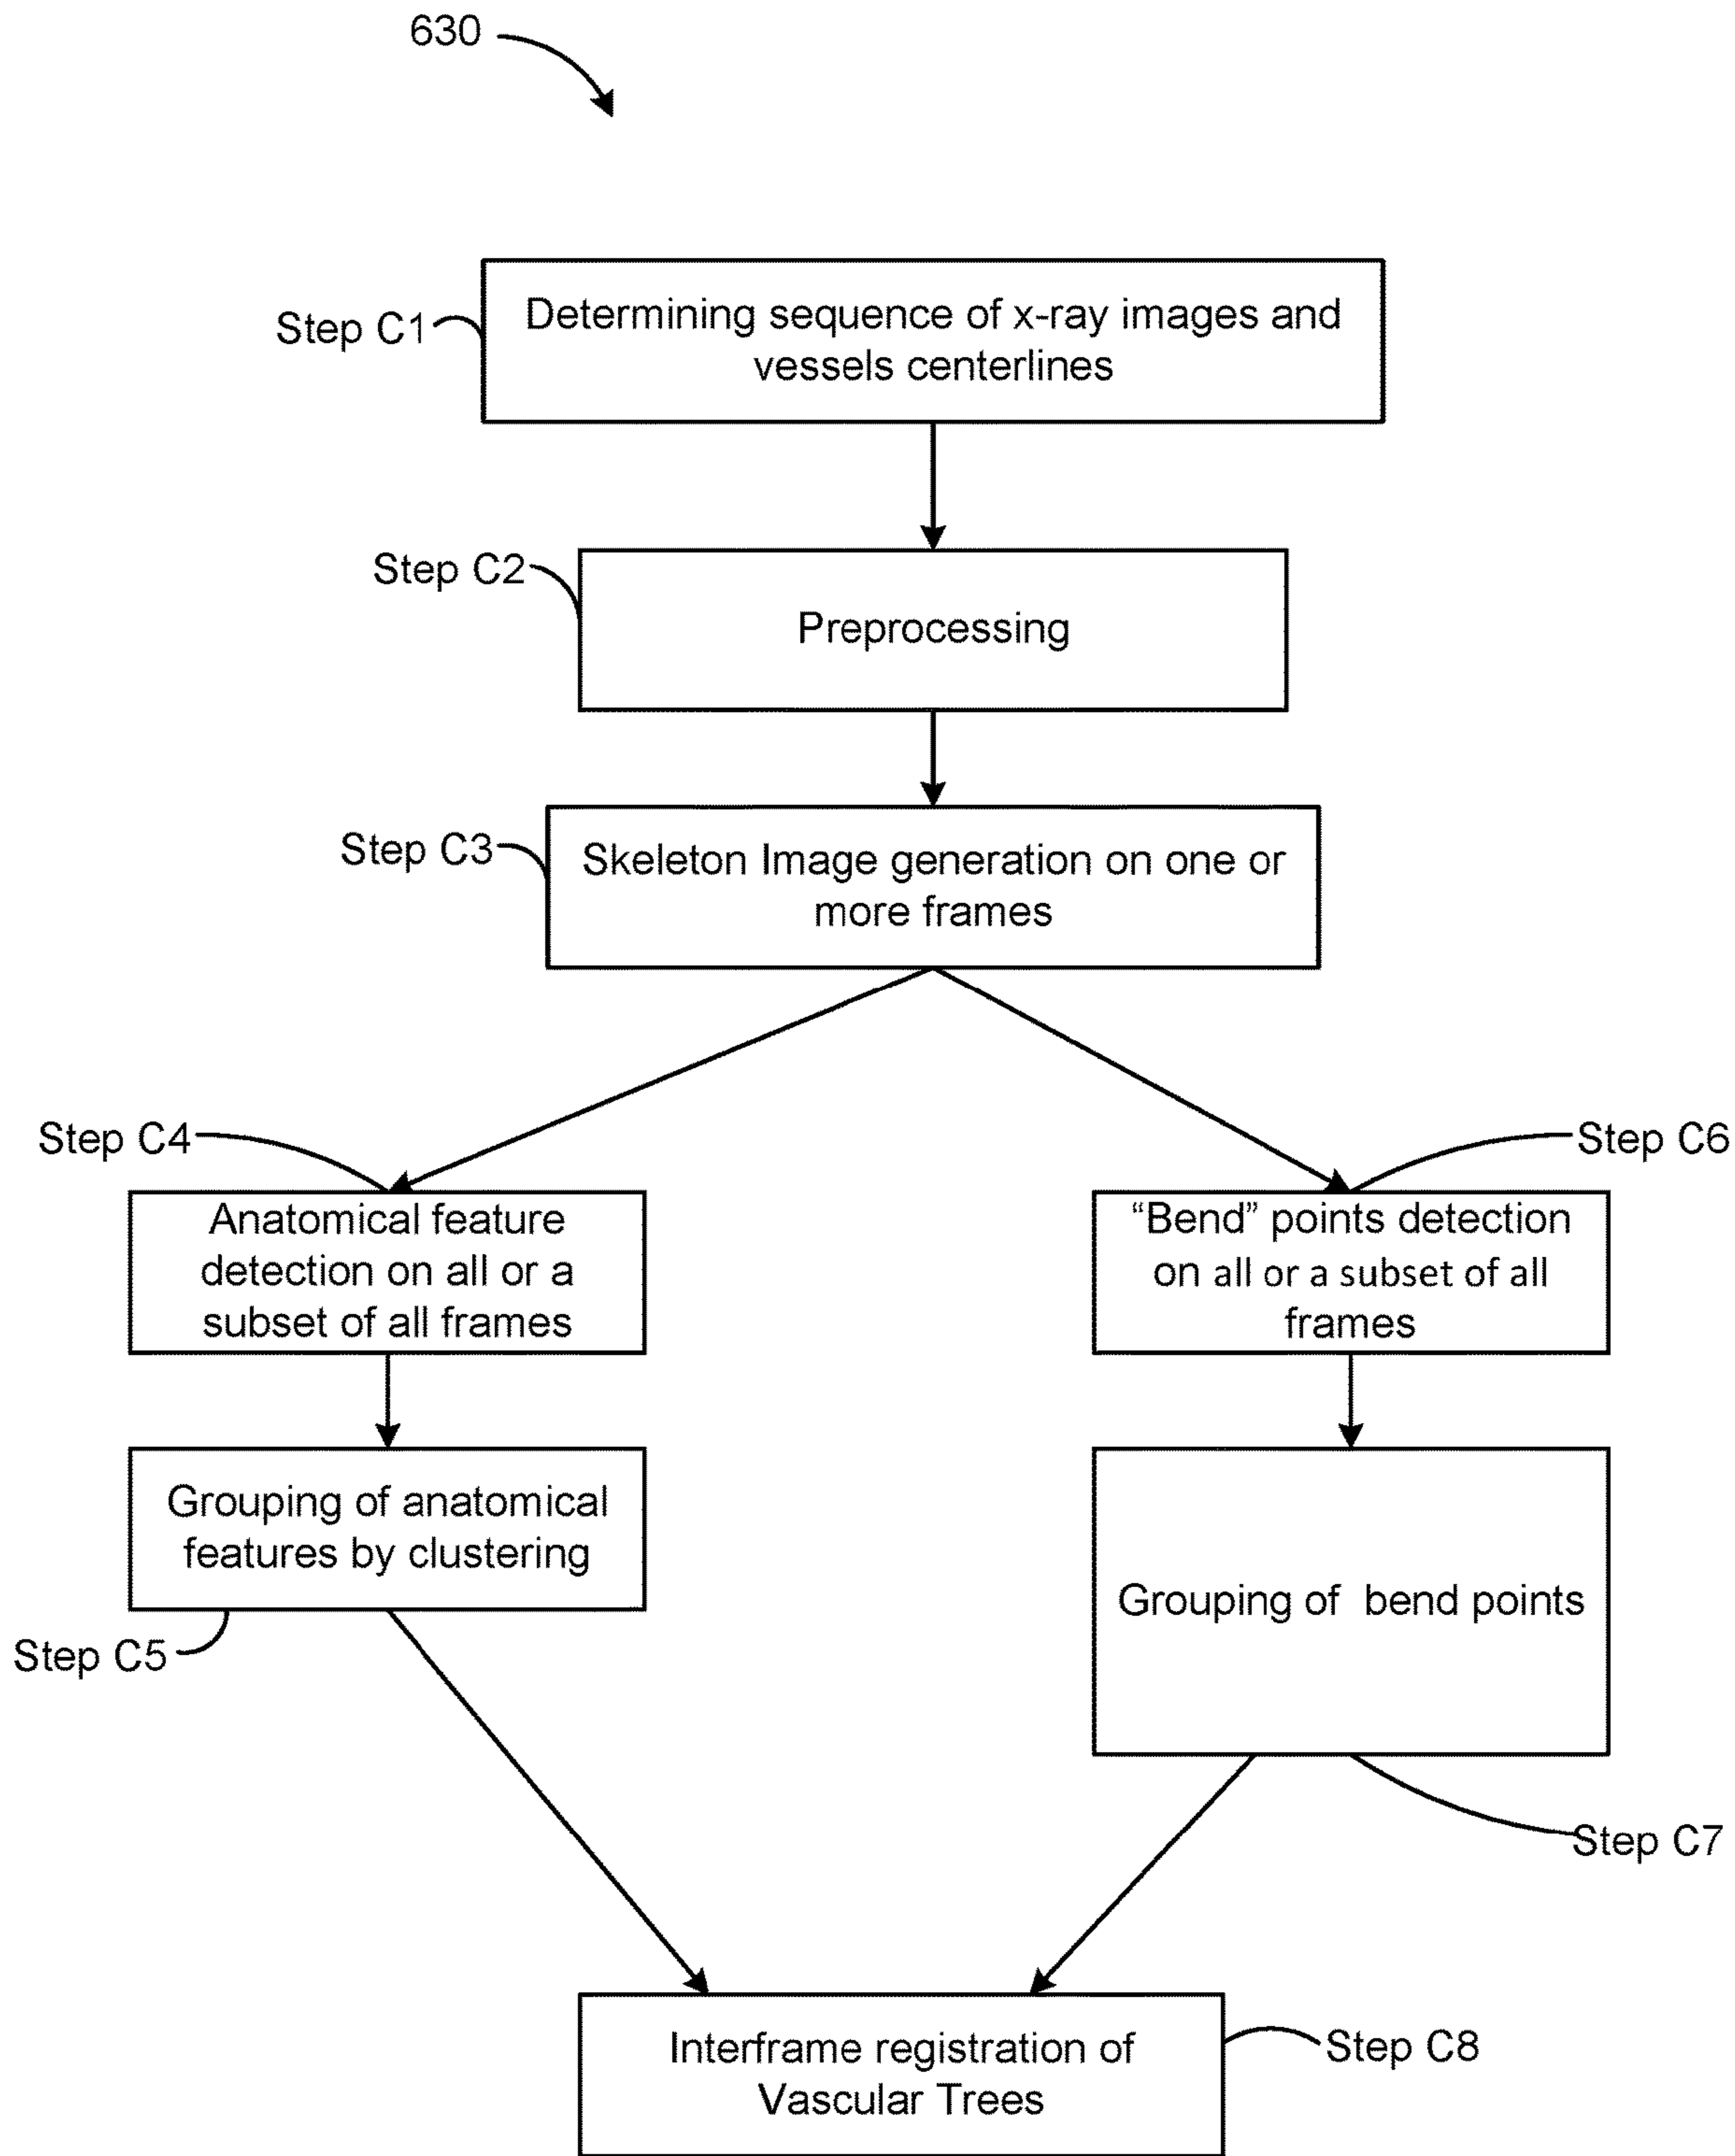 630
Step C1
Determining sequence of x-ray images and
vessels centerlines
Step C2
Preprocessing
Step C3
Skeleton Image generation on one or
more frames
Step C4
Anatomical feature
detection on all or a
subset of all frames
Step C6
“Bend” points detection
on all or a subset of all
frames
Grouping of anatomical
features by clustering
Step C5
Grouping of  bend points
Step C7
Interframe registration of
Vascular Trees
Step C8